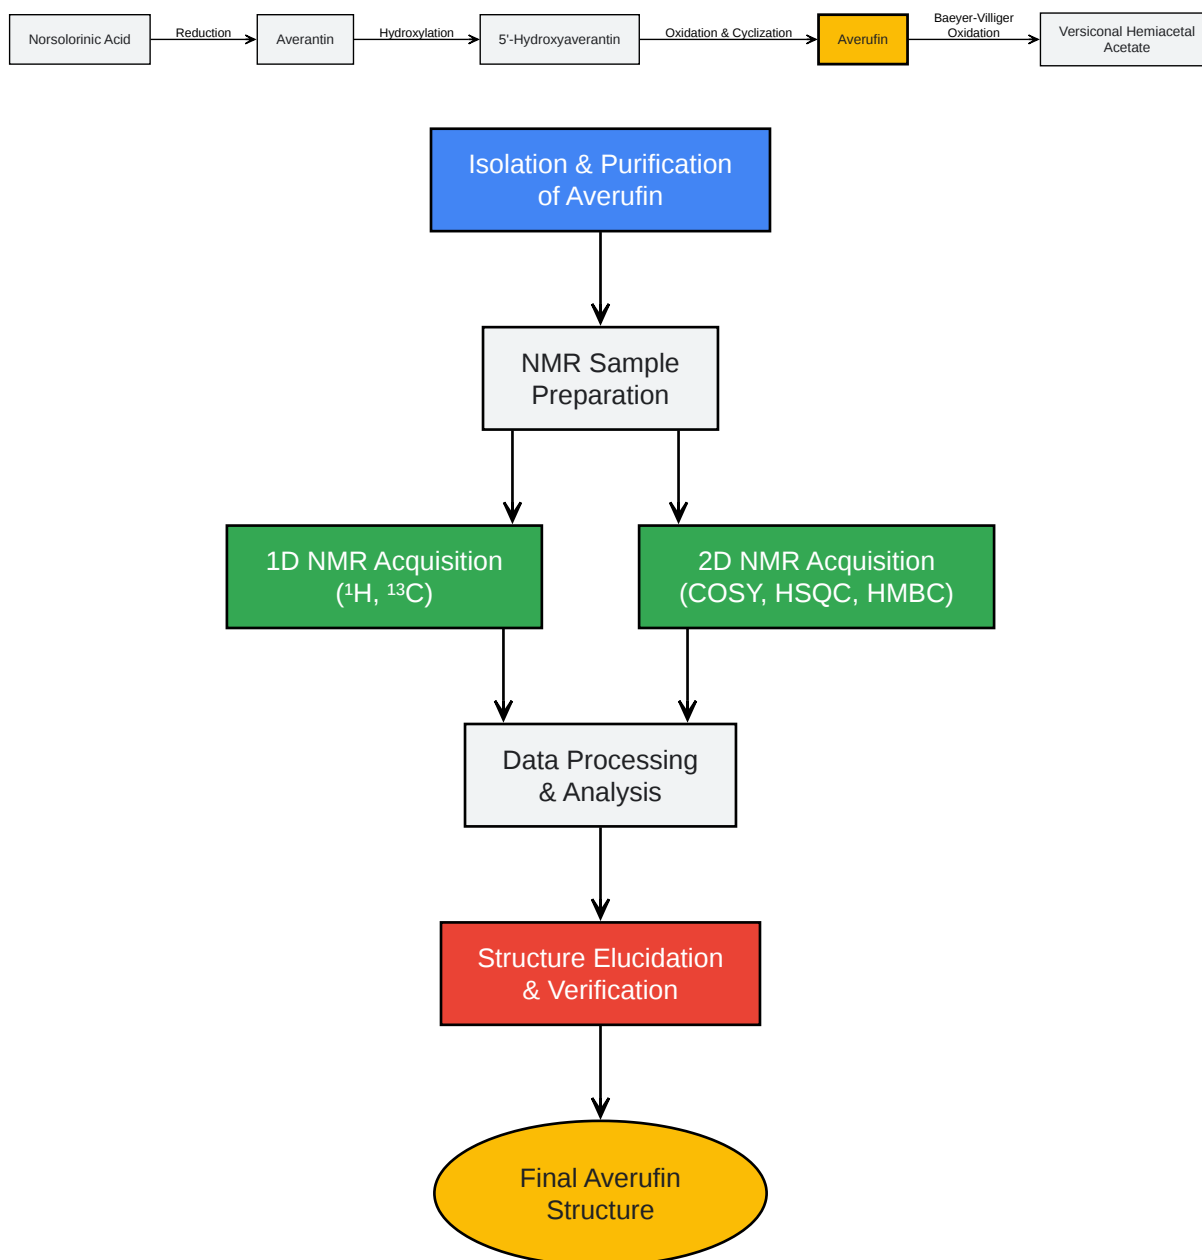 Norsolorinic Acid
Reduction
Averantin
Hydroxylation
5'-Hydroxyaverantin
Oxidation & Cyclization
Averufin
Baeyer-Villiger
Oxidation
Versiconal Hemiacetal
Acetate
Isolation & Purification
of Averufin
NMR Sample
Preparation
1D NMR Acquisition
(¹H, ¹³C)
2D NMR Acquisition
(COSY, HSQC, HMBC)
Data Processing
& Analysis
Structure Elucidation
& Verification
Final Averufin
Structure